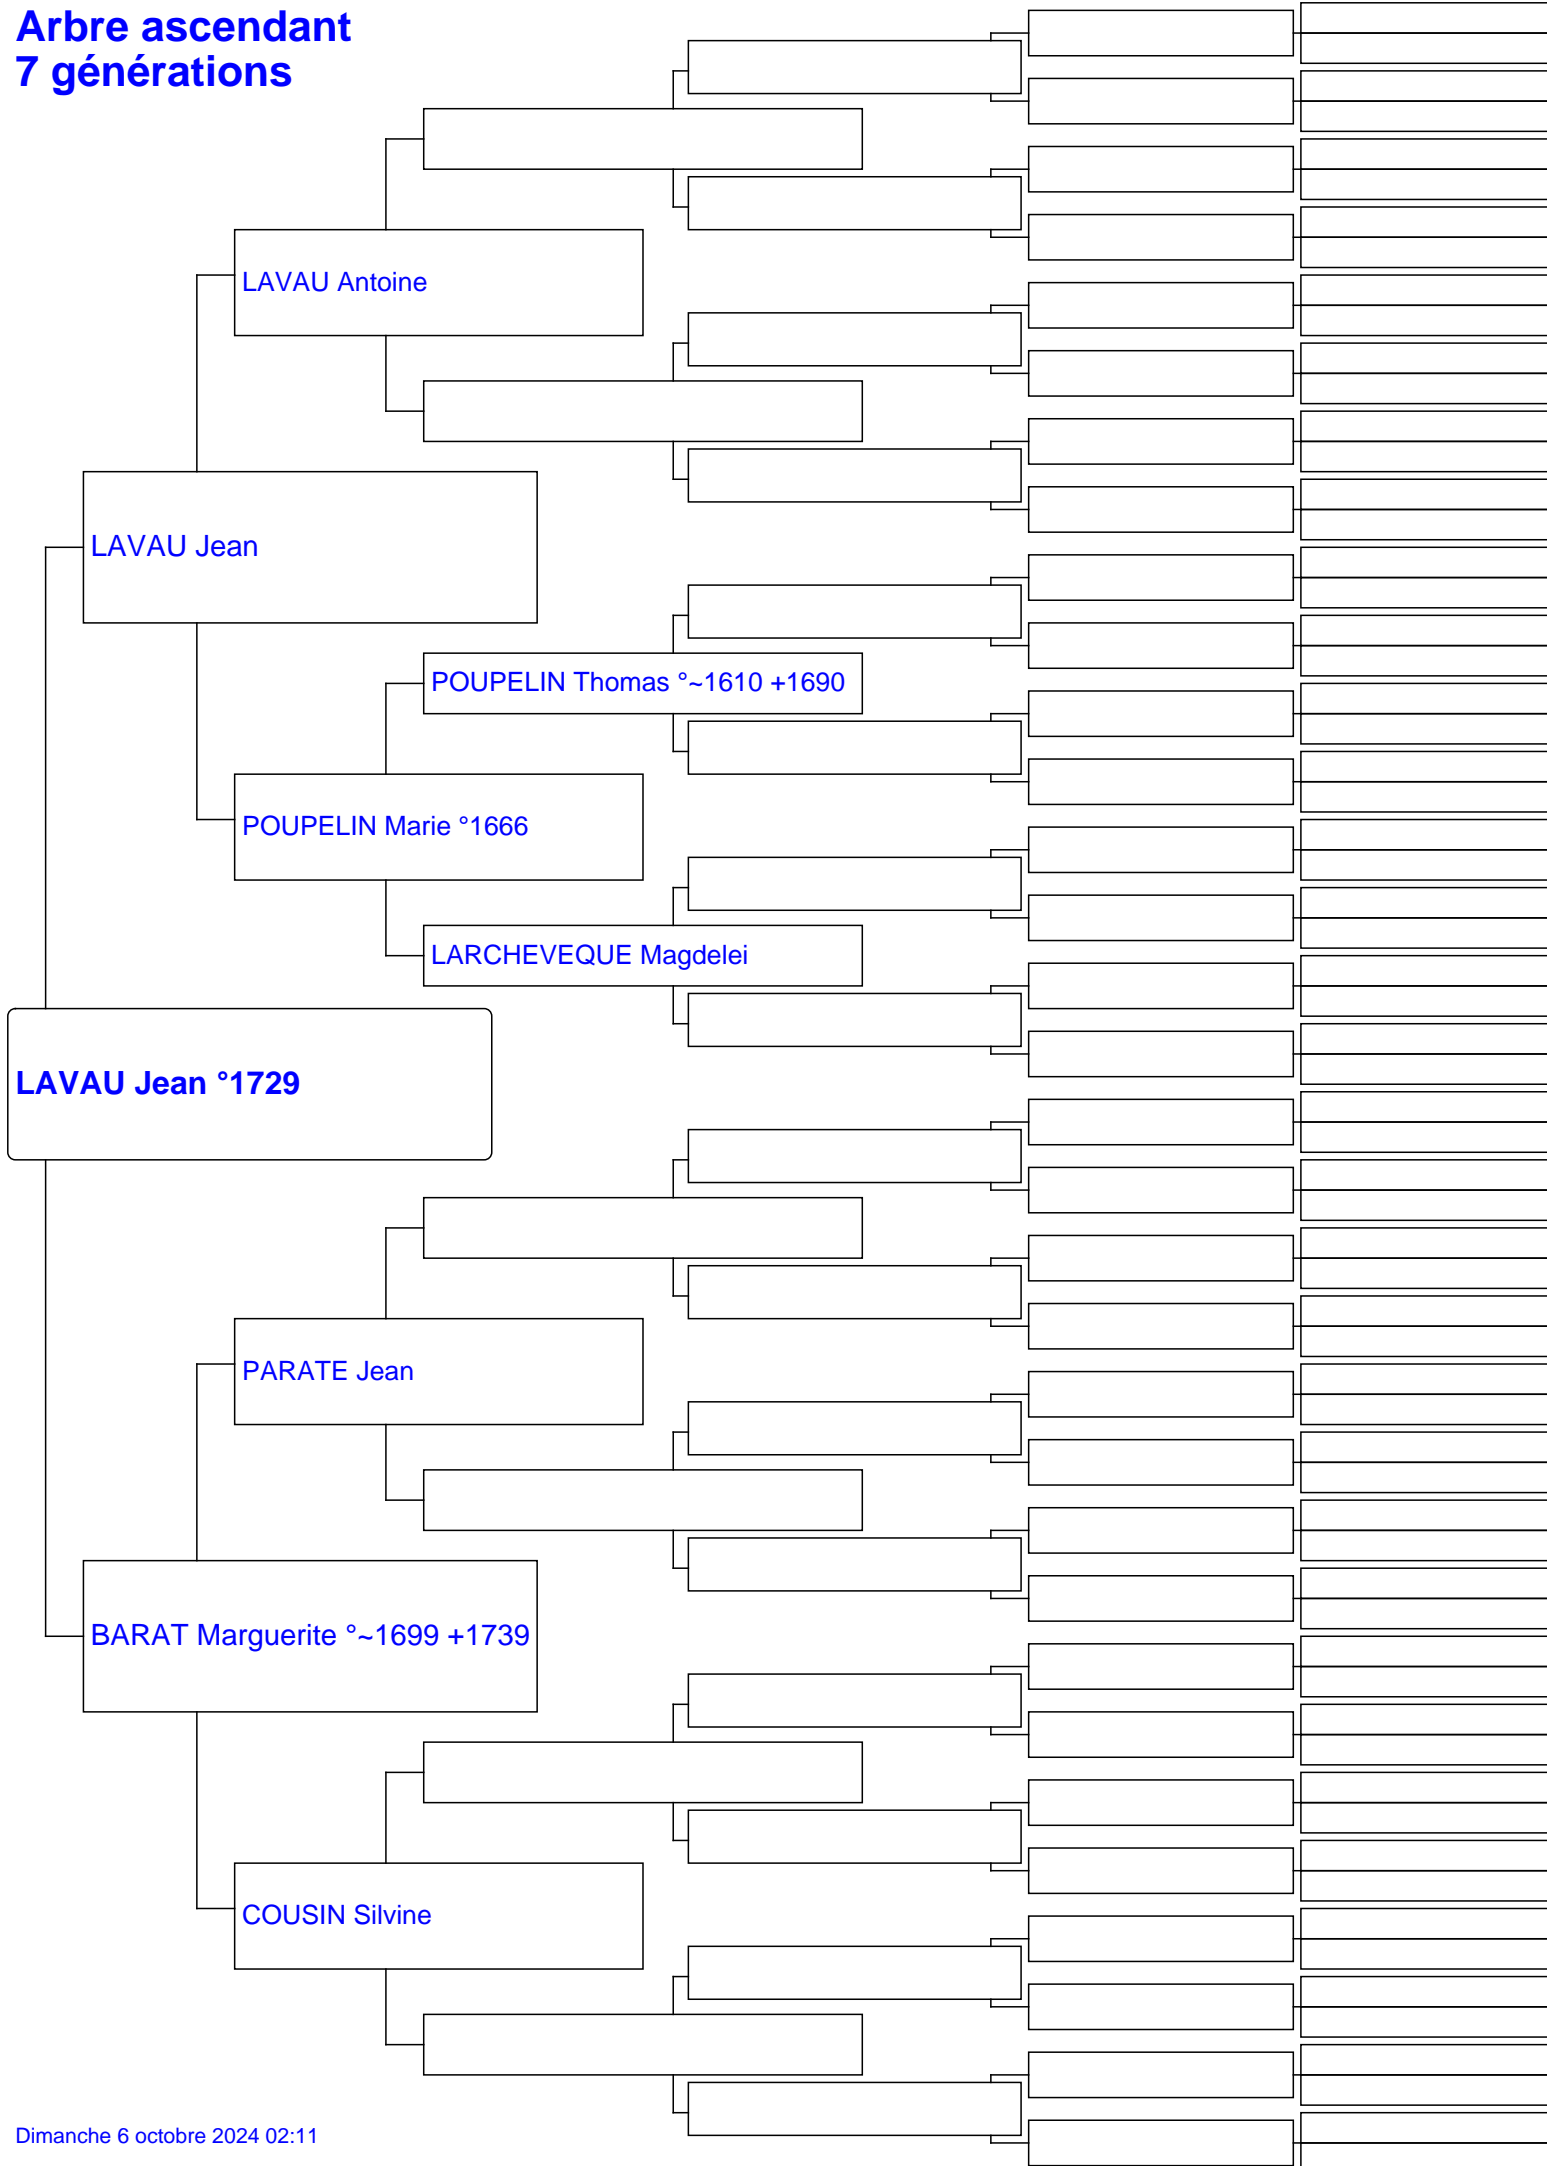 Arbre ascendant
7 générations
LAVAU Antoine
LAVAU Jean
POUPELIN Thomas °~1610 +1690
POUPELIN Marie °1666
LARCHEVEQUE Magdelei
LAVAU Jean °1729
PARATE Jean
BARAT Marguerite °~1699 +1739
COUSIN Silvine
Dimanche 6 octobre 2024 02:11